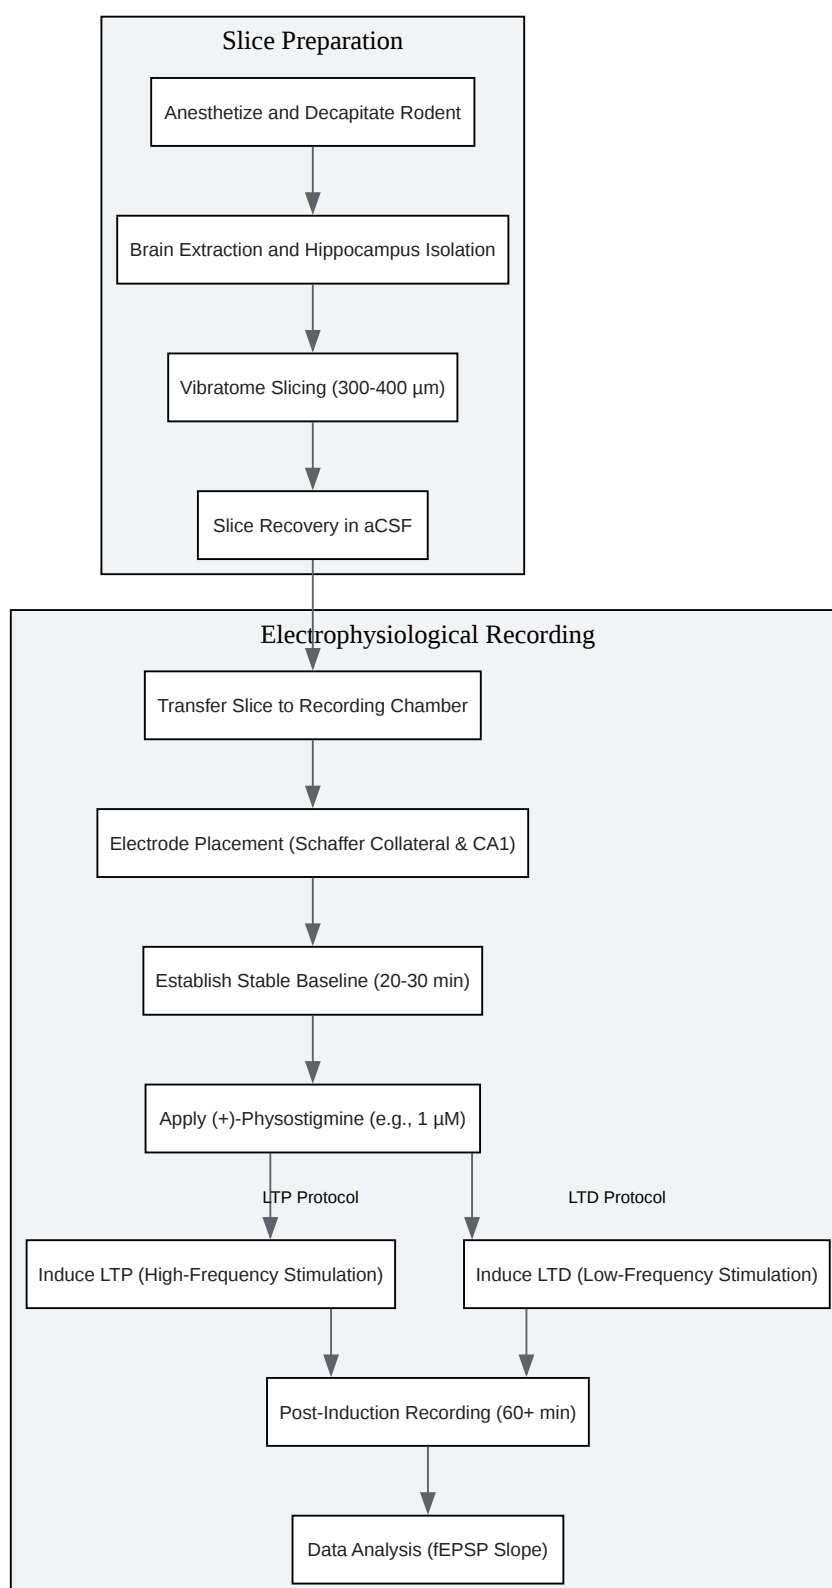 Slice Preparation
Anesthetize and Decapitate Rodent
Brain Extraction and Hippocampus Isolation
Vibratome Slicing (300-400 µm)
Slice Recovery in aCSF
Electrophysiological Recording
Transfer Slice to Recording Chamber
Electrode Placement (Schaffer Collateral & CA1)
Establish Stable Baseline (20-30 min)
Apply (+)-Physostigmine (e.g., 1 µM)
LTP Protocol
LTD Protocol
Induce LTP (High-Frequency Stimulation)
Induce LTD (Low-Frequency Stimulation)
Post-Induction Recording (60+ min)
Data Analysis (fEPSP Slope)